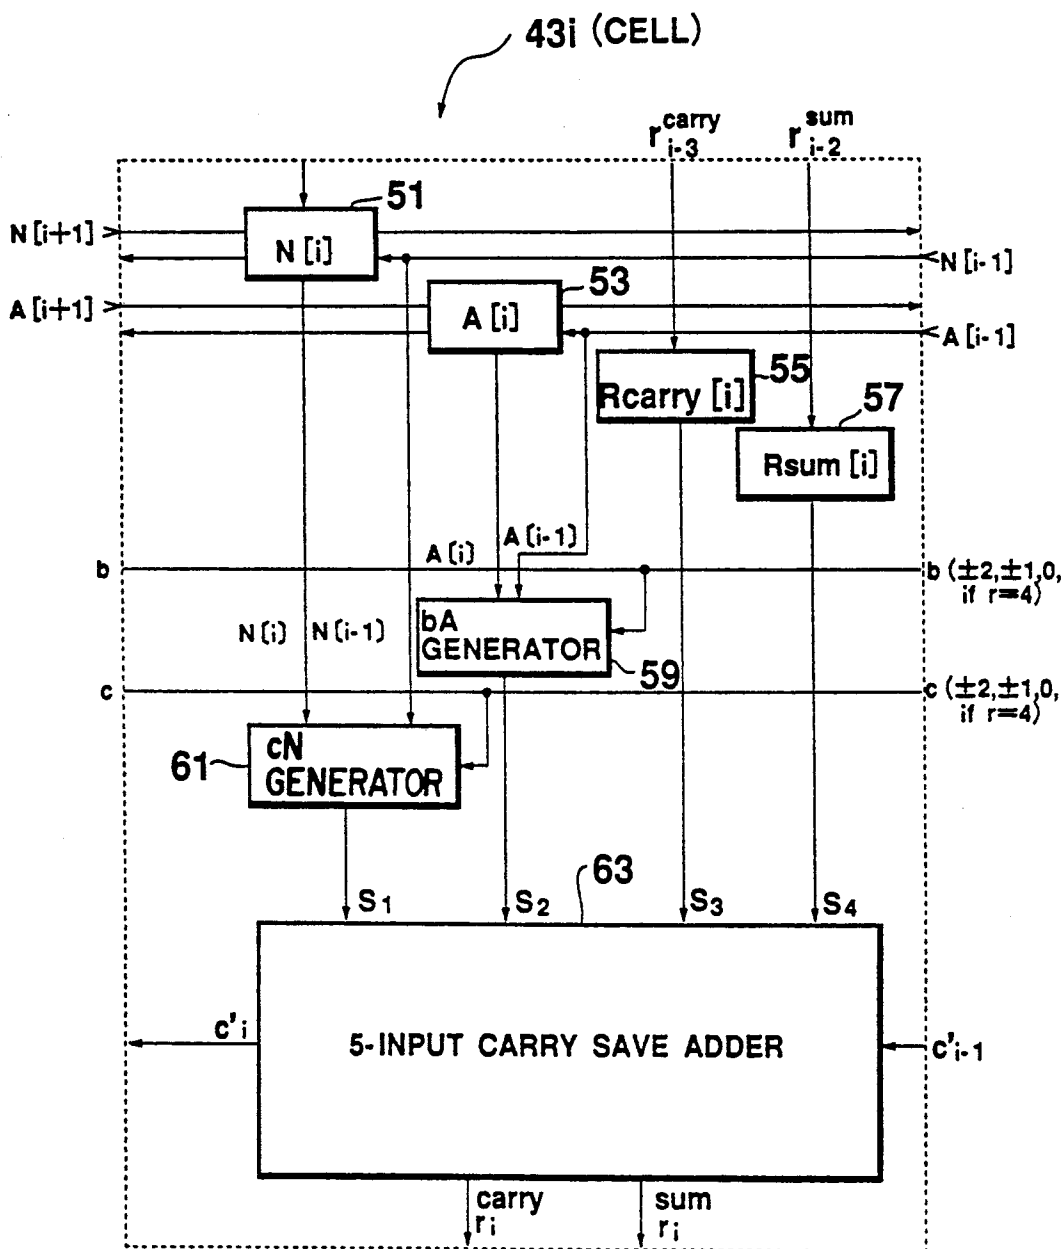 43i (CELL)
r carry i-3
r sum i-2
51
N[i+1]
N[i]
N[i-1]
53
A[i+1]
A[i]
A[i-1]
55
Rcarry[i]
57
Rsum[i]
A(i)
A(i-1)
b
b (±2,±1,0,
if r=4)
bA
GENERATOR
59
N(i)
N(i-1)
c
c (±2,±1,0,
if r=4)
61
cN
GENERATOR
63
S1
S2
S3
S4
c'i
5-INPUT CARRY SAVE ADDER
c'i-1
carry
ri
sum
ri